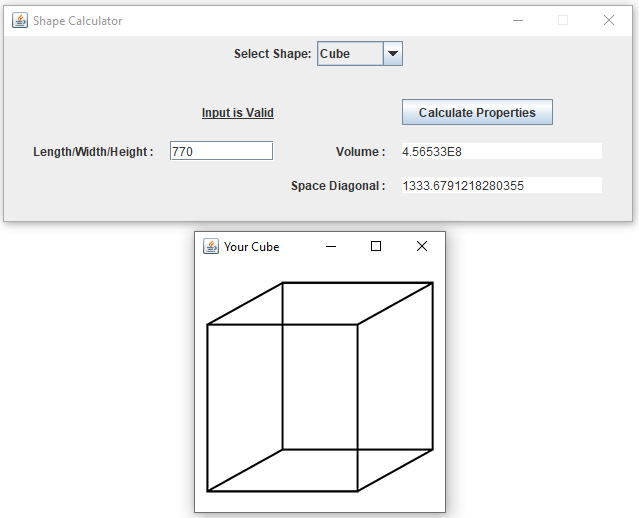 Shape Calculator
Select Shape: Cube
Input is Valid
Calculate Properties
Length/Width/Height : 770
Volume : 4.56533E8
Space Diagonal : 1333.6791218280355
Your Cube